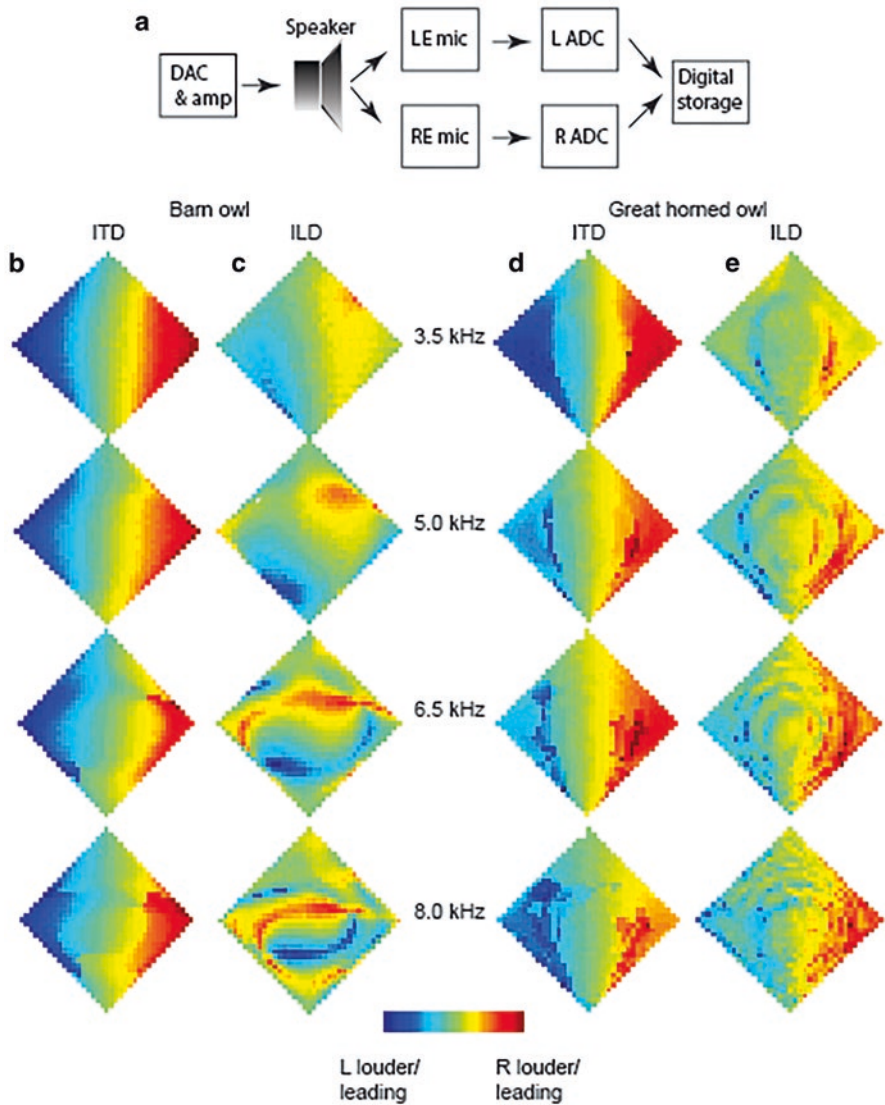 a
Speaker
DAC
& amp
LE mic
L ADC
RE mic
R ADC
Digital
storage
Barn owl
Great horned owl
ITD
ILD
ITD
ILD
b
c
d
e
3.5 kHz
5.0 kHz
6.5 kHz
8.0 kHz
L louder/
leading
R louder/
leading